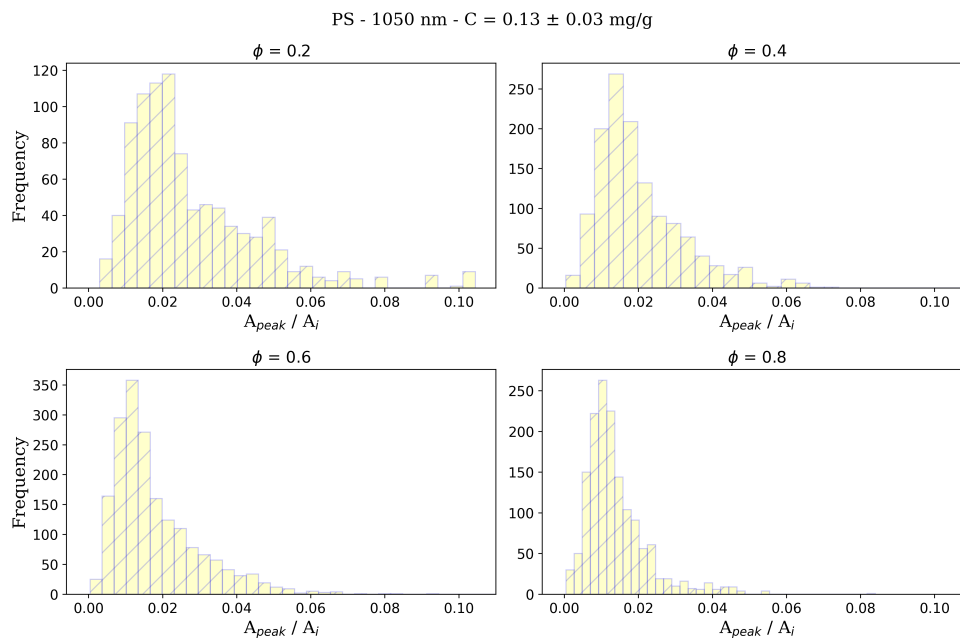 PS - 1050 nm - C = 0.13 ± 0.03 mg/g
ϕ = 0.2
ϕ = 0.4
120
100
80
60
40
20
0
Frequency
0.00 0.02 0.04 0.06 0.08 0.10
A_peak / A_i
250
200
150
100
50
0
0.00 0.02 0.04 0.06 0.08 0.10
A_peak / A_i
ϕ = 0.6
ϕ = 0.8
350
300
250
200
150
100
50
0
Frequency
0.00 0.02 0.04 0.06 0.08 0.10
A_peak / A_i
250
200
150
100
50
0
0.00 0.02 0.04 0.06 0.08 0.10
A_peak / A_i